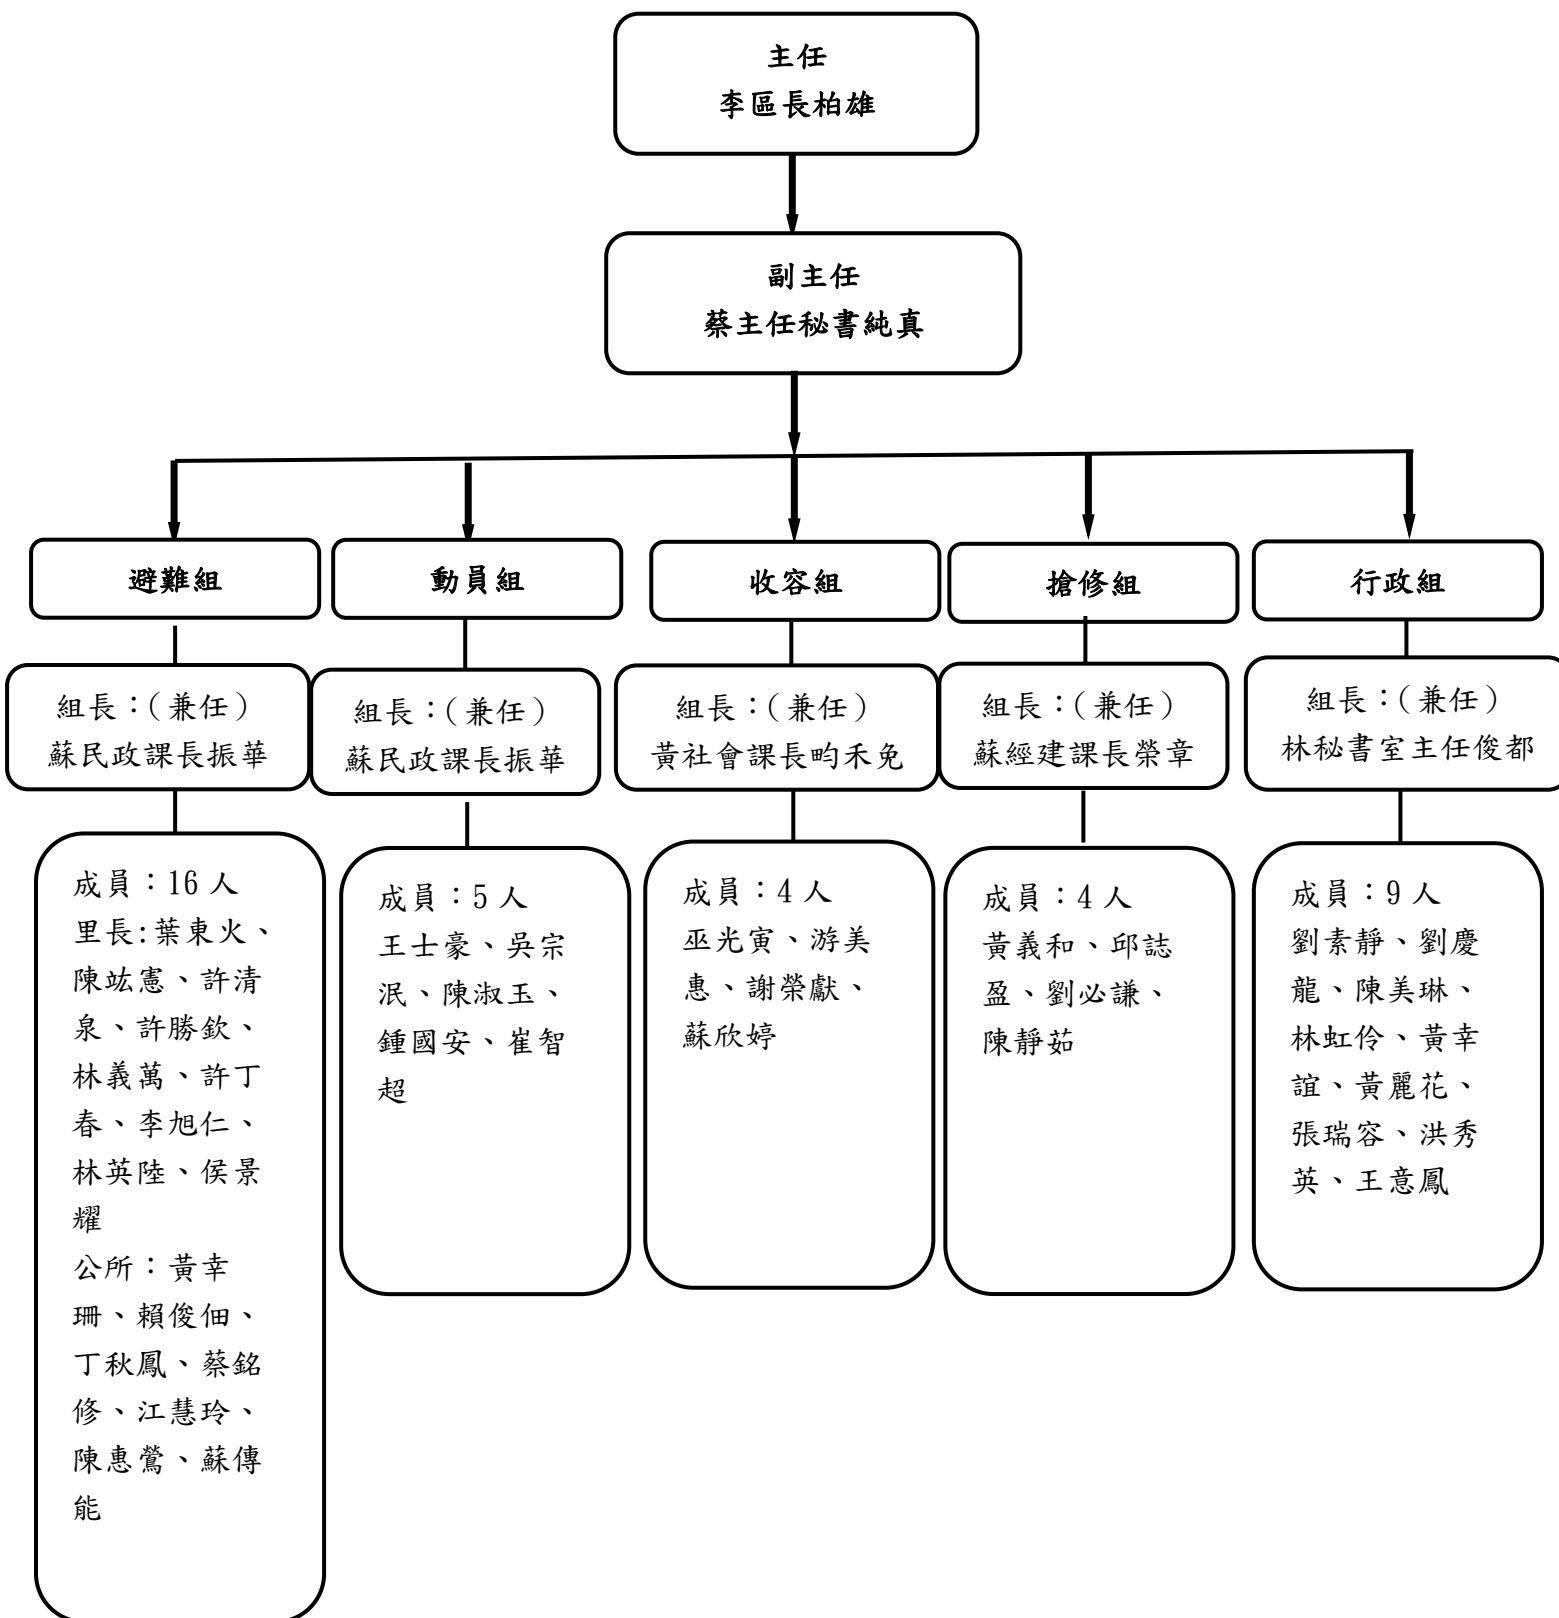 主任
李區長柏雄
副主任
蔡主任秘書純真
避難組
動員組
收容組
搶修組
行政組
組長：(兼任)
蘇民政課長振華
組長：(兼任)
蘇民政課長振華
組長：(兼任)
黃社會課長畇禾免
組長：(兼任)
蘇經建課長榮章
組長：(兼任)
林秘書室主任俊都
成員：16 人
里長:葉東火、
陳竑憲、許清
泉、許勝欽、
林義萬、許丁
春、李旭仁、
林英陸、侯景
耀
公所：黃幸
珊、賴俊佃、
丁秋鳳、蔡銘
修、江慧玲、
陳惠鶯、蘇傳
能
成員：5 人
王士豪、吳宗
泯、陳淑玉、
鍾國安、崔智
超
成員：4 人
巫光寅、游美
惠、謝榮獻、
蘇欣婷
成員：4 人
黃義和、邱誌
盈、劉必謙、
陳靜茹
成員：9 人
劉素靜、劉慶
龍、陳美琳、
林虹伶、黃幸
誼、黃麗花、
張瑞容、洪秀
英、王意鳳